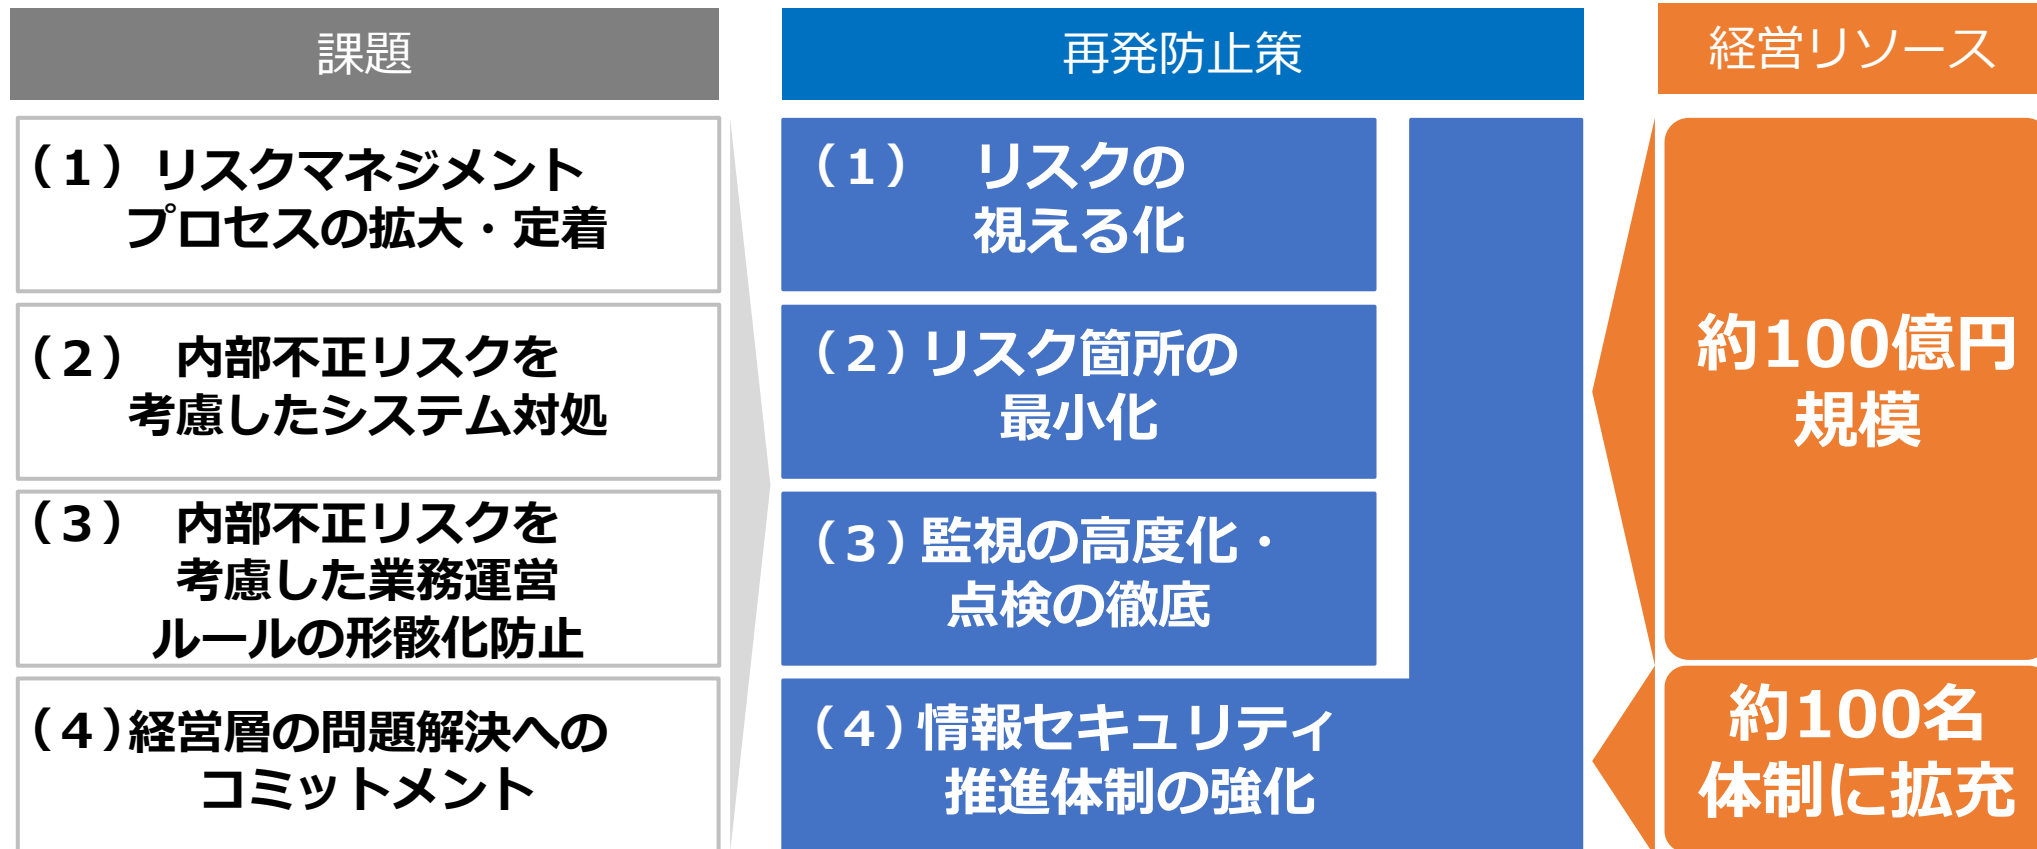 課題
（１）リスクマネジメント
プロセスの拡大・定着
（２）　内部不正リスクを
考慮したシステム対処
（３）　内部不正リスクを
考慮した業務運営
ルールの形骸化防止
（４）経営層の問題解決への
コミットメント
再発防止策
（１）　リスクの
視える化
（２）リスク箇所の
最小化
（３）監視の高度化・
点検の徹底
（４）情報セキュリティ
推進体制の強化
経営リソース
約100億円
規模
約100名
体制に拡充